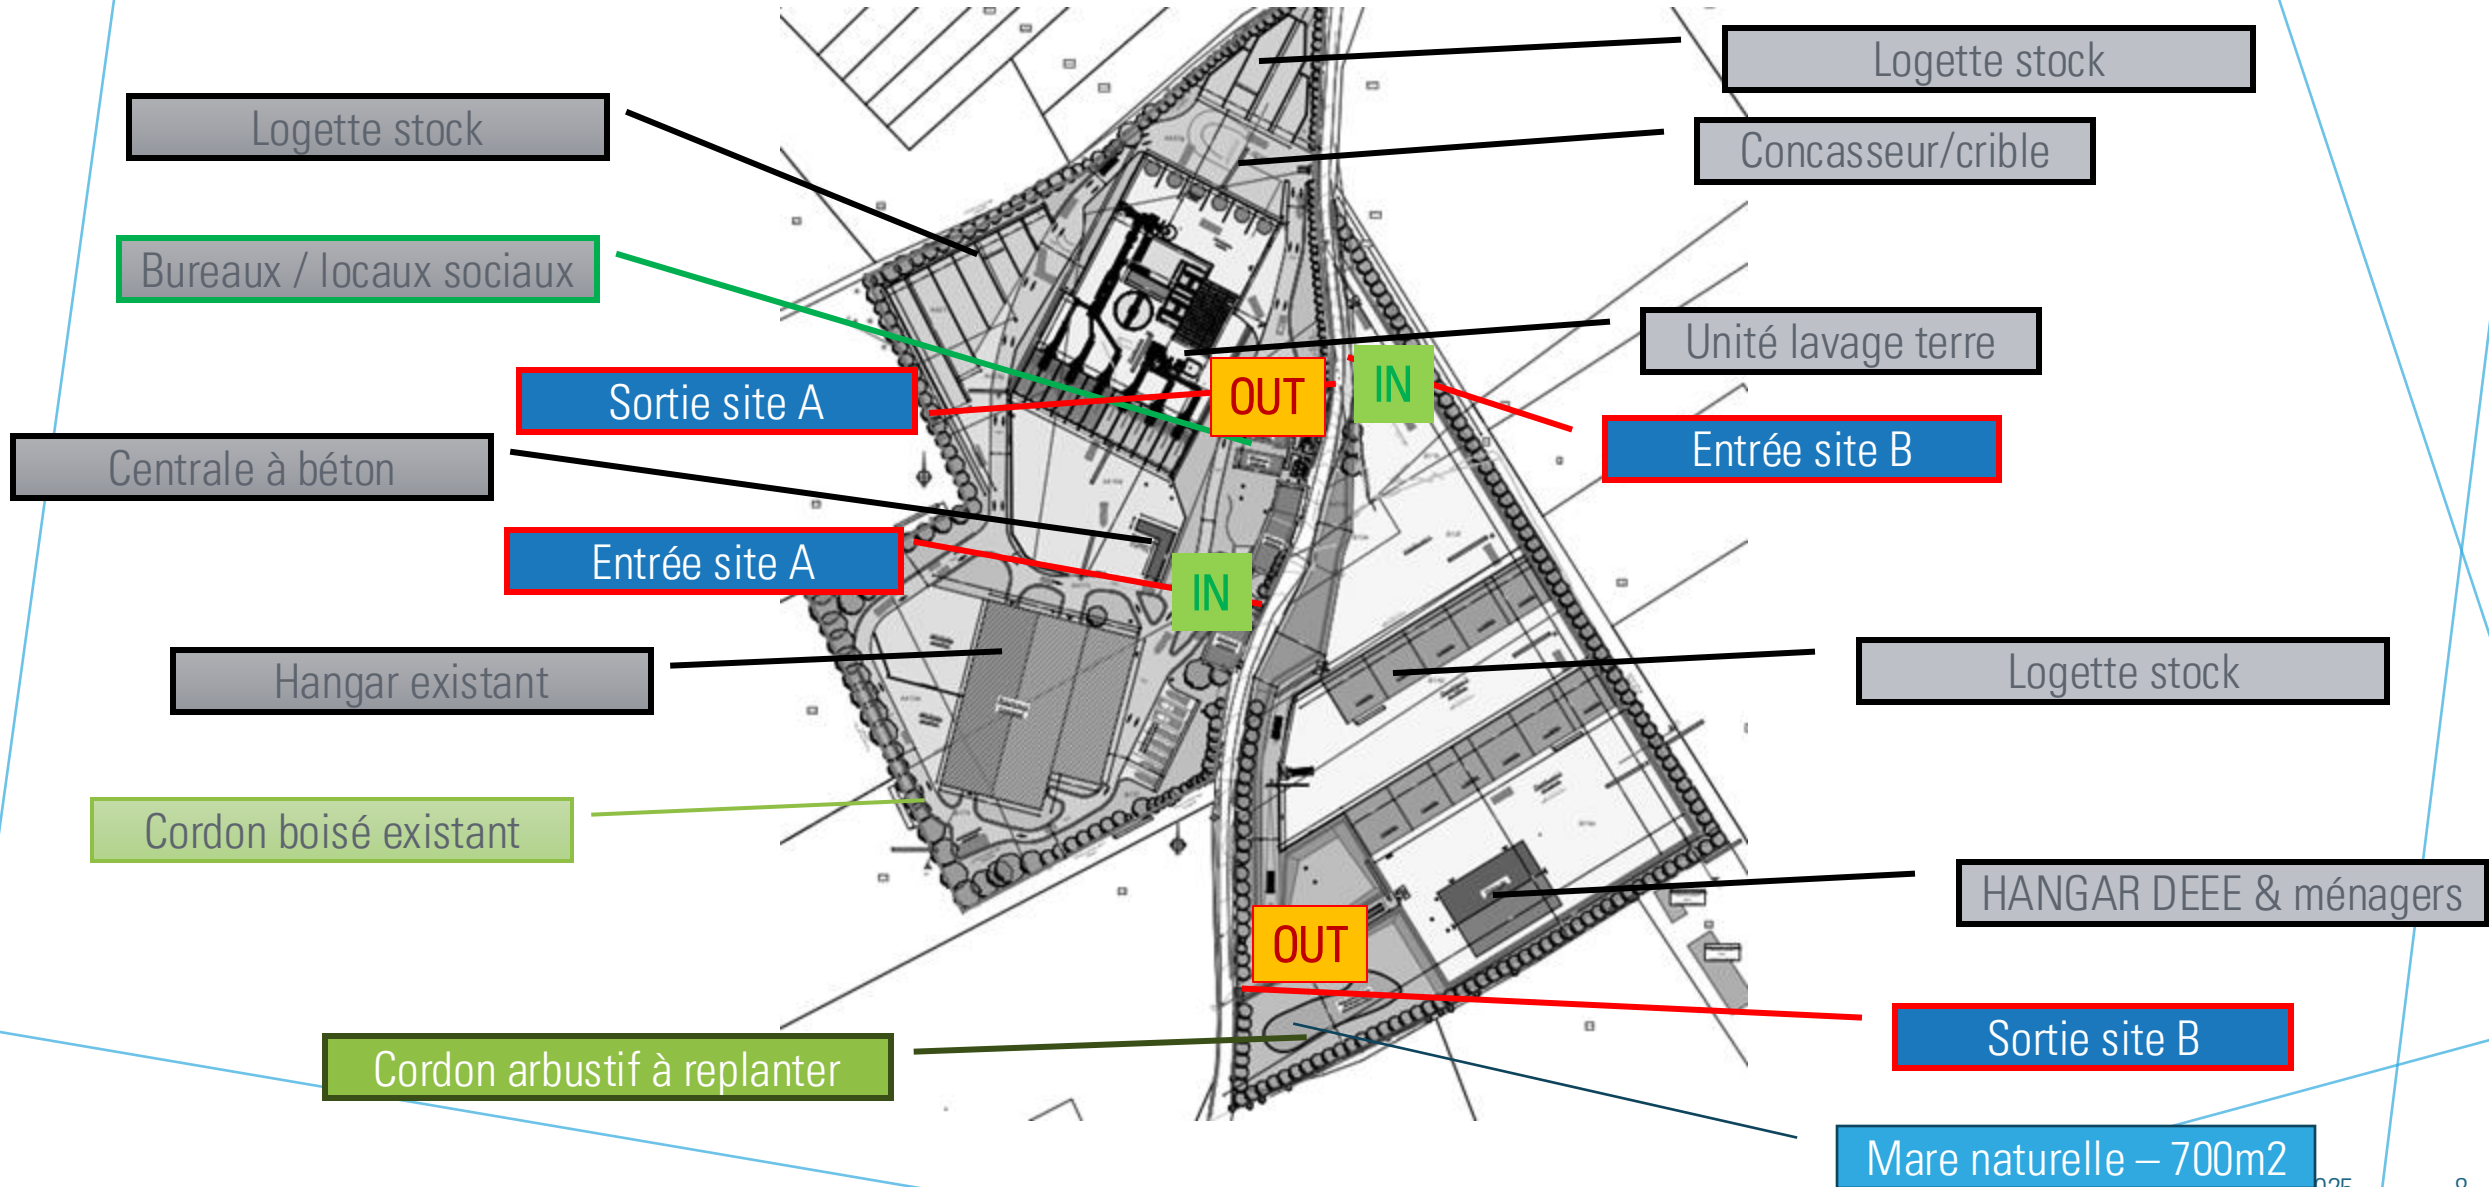 Logette stock
Logette stock
Concasseur/crible
Bureaux / locaux sociaux
Unité lavage terre
OUT
IN
Sortie site A
Entrée site B
Centrale à béton
Entrée site A
IN
Hangar existant
Logette stock
Cordon boisé existant
HANGAR DEEE & ménagers
OUT
Sortie site B
Cordon arbustif à replanter
Mare naturelle – 700m2